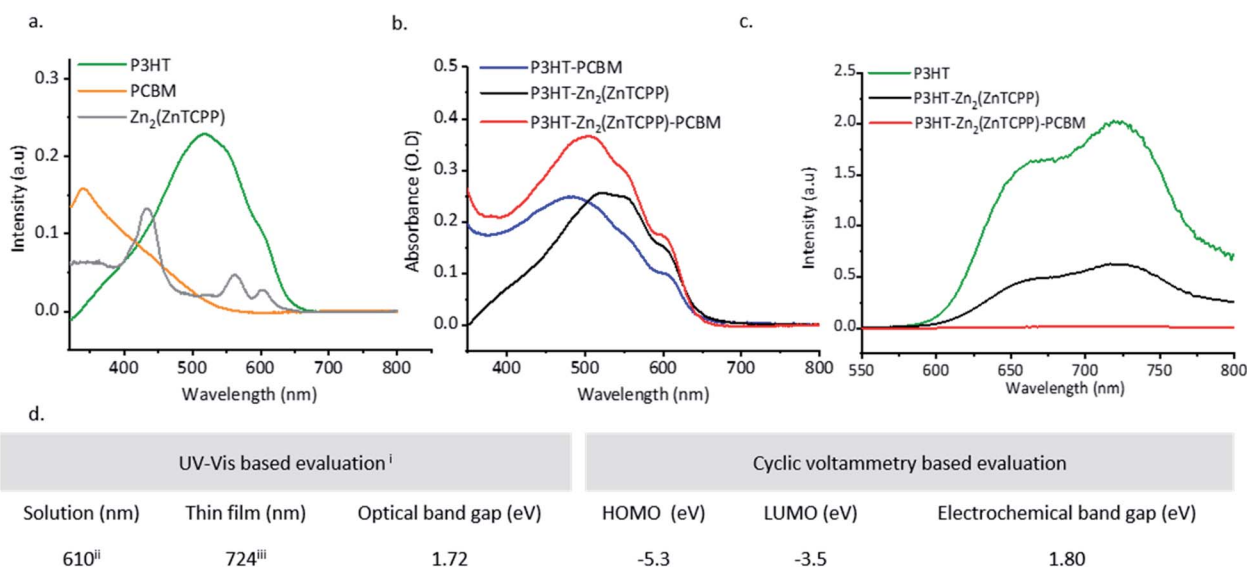 a.
P3HT
PCBM
Zn₂(ZnTCPP)
0.3
0.2
0.1
0.0
Intensity (a.u)
400 500 600 700 800
Wavelength (nm)
b.
P3HT-PCBM
P3HT-Zn₂(ZnTCPP)
P3HT-Zn₂(ZnTCPP)-PCBM
0.5
0.4
0.3
0.2
0.1
0.0
Absorbance (O.D)
400 500 600 700 800
Wavelength (nm)
c.
P3HT
P3HT-Zn₂(ZnTCPP)
P3HT-Zn₂(ZnTCPP)-PCBM
2.5
2.0
1.5
1.0
0.5
0.0
Intensity (a.u)
550 600 650 700 750 800
Wavelength (nm)
d.
UV-Vis based evaluation ⁱ Cyclic voltammetry based evaluation
Solution (nm) Thin film (nm) Optical band gap (eV) HOMO (eV) LUMO (eV) Electrochemical band gap (eV)
610ⁱⁱ 724ⁱⁱⁱ 1.72 -5.3 -3.5 1.80